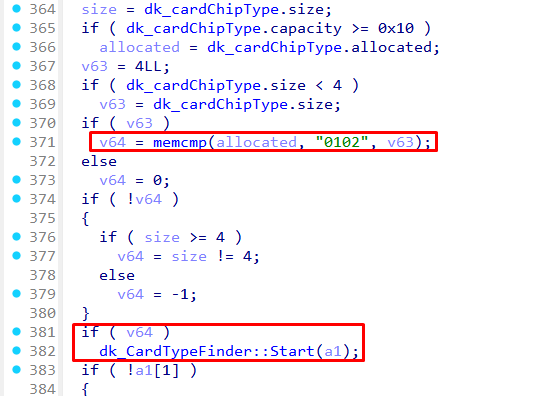 364 size = dk_cardChipType.size;
365 if ( dk_cardChipType.capacity >= 0x10 )
366 allocated = dk_cardChipType.allocated;
367 v63 = 4LL;
368 if ( dk_cardChipType.size < 4 )
369 v63 = dk_cardChipType.size;
370 if ( v63 )
371 v64 = memcmp(allocated, "0102", v63);
372 else
373 v64 = 0;
374 if ( !v64 )
375 {
376 if ( size >= 4 )
377 v64 = size != 4;
378 else
379 v64 = -1;
380 }
381 if ( v64 )
382 dk_CardTypeFinder::Start(a1);
383 if ( !a1[1] )
384 {